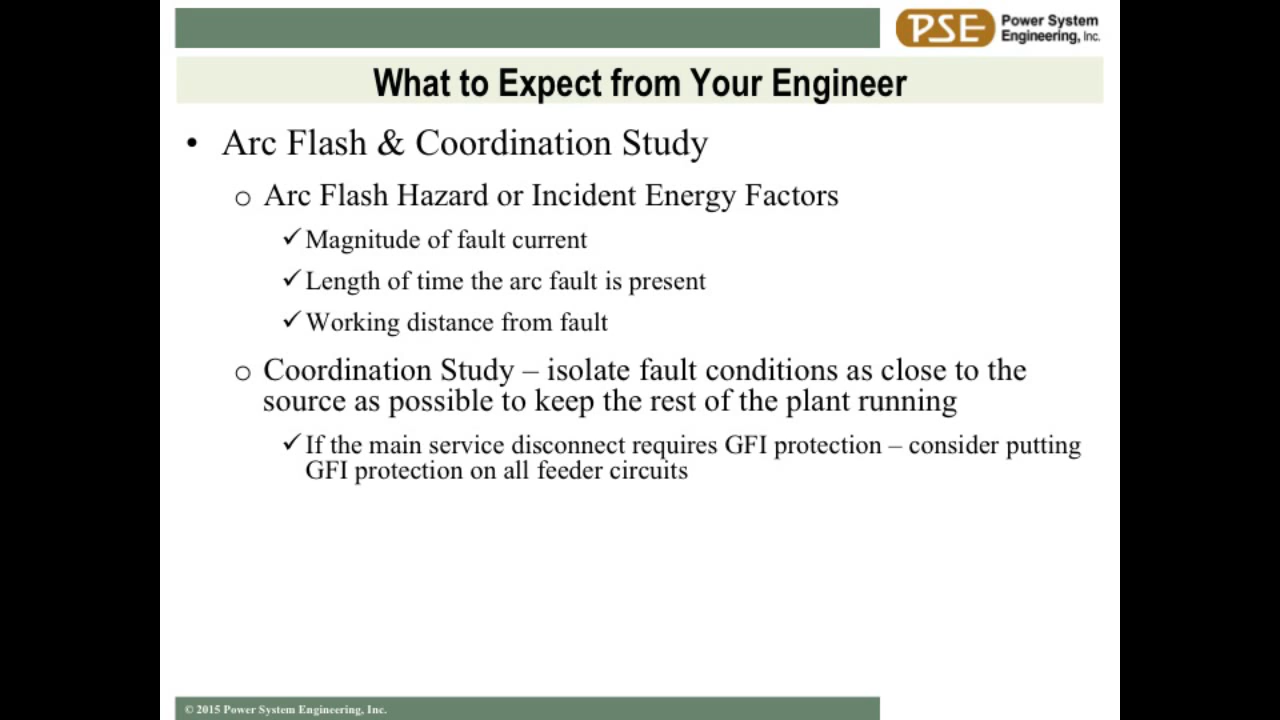 PSE
Power System
Engineering, Inc.
What to Expect from Your Engineer
• Arc Flash & Coordination Study
o Arc Flash Hazard or Incident Energy Factors
✓ Magnitude of fault current
✓ Length of time the arc fault is present
✓ Working distance from fault
o Coordination Study – isolate fault conditions as close to the
source as possible to keep the rest of the plant running
✓ If the main service disconnect requires GFI protection – consider putting
GFI protection on all feeder circuits
© 2015 Power System Engineering, Inc.